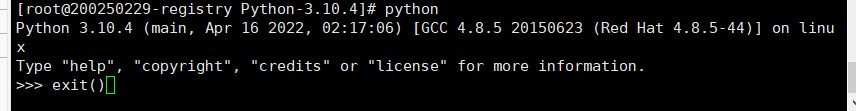 [root@200250229-registry Python-3.10.4]# python
Python 3.10.4 (main, Apr 16 2022, 02:17:06) [GCC 4.8.5 20150623 (Red Hat 4.8.5-44)] on linu
x
Type "help", "copyright", "credits" or "license" for more information.
>>> exit()